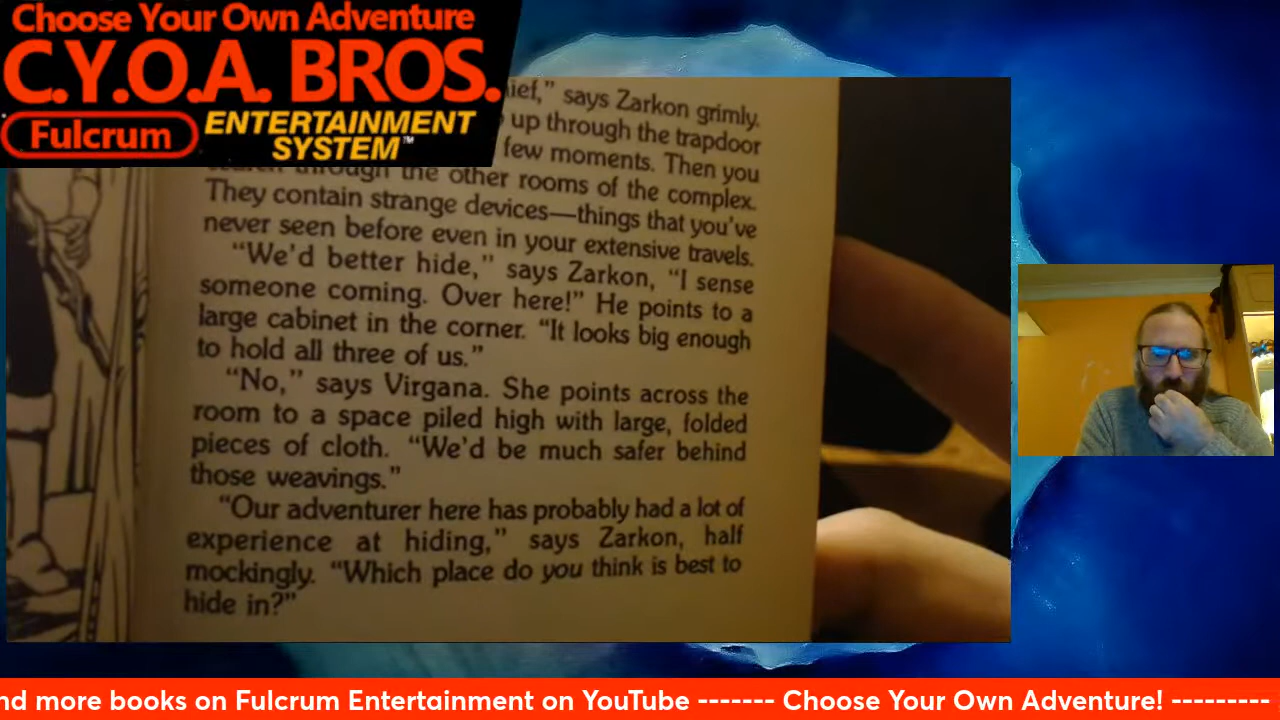 Choose Your Own Adventure
C.Y.O.A. BROS.
Fulcrum ENTERTAINMENT
SYSTEM™
says Zarkon grimly.
up through the trapdoor
few moments. Then you
through the other rooms of the complex.
They contain strange devices—things that you've
never seen before even in your extensive travels.
"We'd better hide," says Zarkon, "I sense
someone coming. Over here!" He points to a
large cabinet in the corner. "It looks big enough
to hold all three of us."
"No," says Virgana. She points across the
room to a space piled high with large, folded
pieces of cloth. "We'd be much safer behind
those weavings."
"Our adventurer here has probably had a lot of
experience at hiding," says Zarkon, half
mockingly. "Which place do you think is best to
hide in?"
nd more books on Fulcrum Entertainment on YouTube ------- Choose Your Own Adventure! ---------